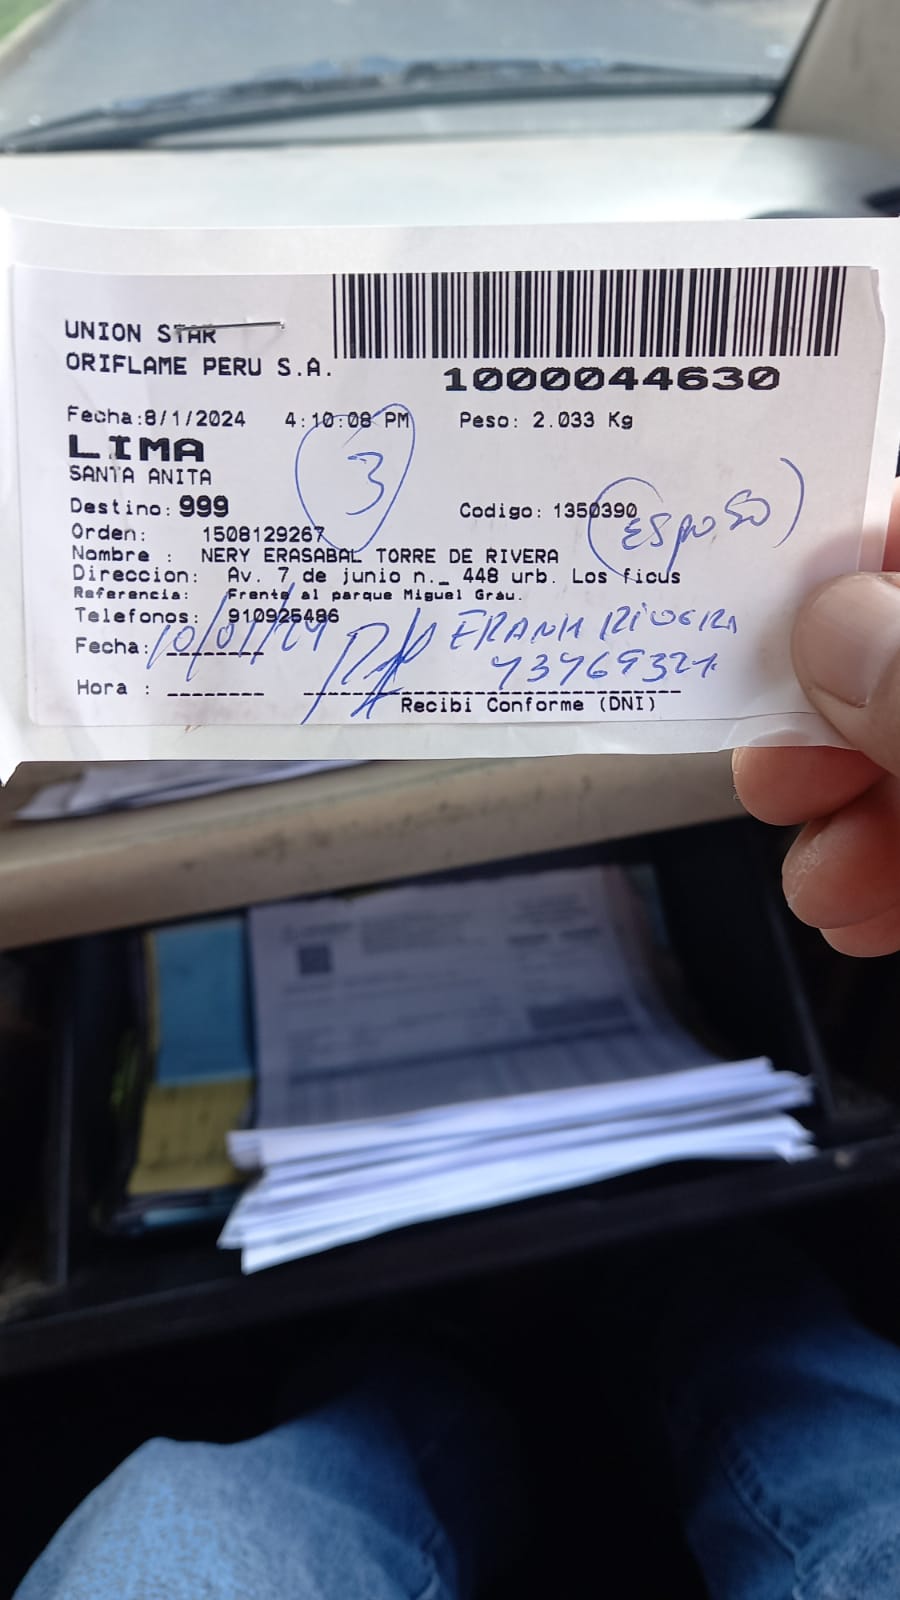 UNION STAR
ORIFLAME PERU S.A.
1000044630
Fecha:8/1/2024 4:10:08 PM Peso: 2.033 Kg
LIMA
3
SANTA ANITA
Destino: 999 Codigo: 1350390 (ESPOSO)
Orden: 1508129267
Nombre : NERY ERASABAL TORRE DE RIVERA
Direccion: Av. 7 de junio n._ 448 urb. Los ficus
Referencia: Frente al parque Miguel Grau.
Telefonos: 910925486
Fecha: 10/01/24 FRANK RIVERA
Hora :
Recibi Conforme (DNI)